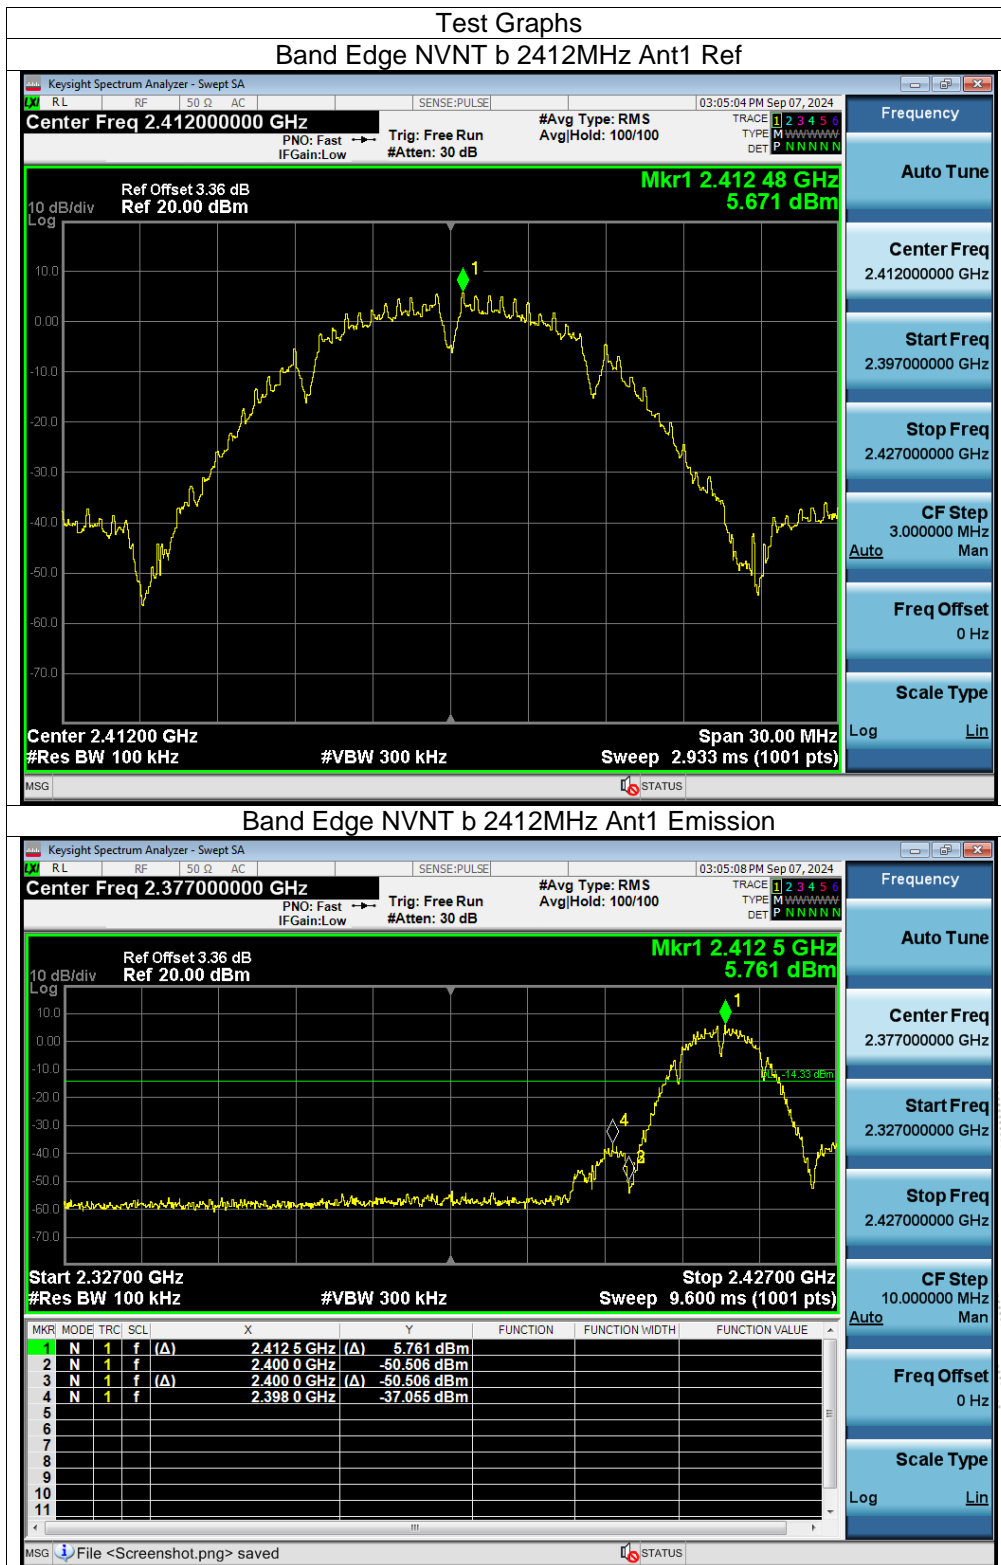 Test Graphs
Band Edge NVNT b 2412MHz Ant1 Ref
Keysight Spectrum Analyzer - Swept SA
LXI RL RF 50 Ω AC SENSE:PULSE 03:05:04 PM Sep 07, 2024
Center Freq 2.412000000 GHz
#Avg Type: RMS
TRACE 1 2 3 4 5 6
PNO: Fast
Trig: Free Run
Avg|Hold: 100/100
TYPE M WWWWW
IFGain:Low
#Atten: 30 dB
DET P N N N N N
Ref Offset 3.36 dB
Mkr1 2.412 48 GHz
10 dB/div Ref 20.00 dBm
5.671 dBm
Log
10.0
1
0.00
-10.0
-20.0
-30.0
-40.0
-50.0
-60.0
-70.0
Center 2.41200 GHz
Span 30.00 MHz
#Res BW 100 kHz
#VBW 300 kHz
Sweep 2.933 ms (1001 pts)
MSG
STATUS
Frequency
Auto Tune
Center Freq
2.412000000 GHz
Start Freq
2.397000000 GHz
Stop Freq
2.427000000 GHz
CF Step
3.000000 MHz
Auto Man
Freq Offset
0 Hz
Scale Type
Log Lin
Band Edge NVNT b 2412MHz Ant1 Emission
Keysight Spectrum Analyzer - Swept SA
LXI RL RF 50 Ω AC SENSE:PULSE 03:05:08 PM Sep 07, 2024
Center Freq 2.377000000 GHz
#Avg Type: RMS
TRACE 1 2 3 4 5 6
PNO: Fast
Trig: Free Run
Avg|Hold: 100/100
TYPE M WWWWW
IFGain:Low
#Atten: 30 dB
DET P N N N N N
Ref Offset 3.36 dB
Mkr1 2.412 5 GHz
10 dB/div Ref 20.00 dBm
5.761 dBm
Log
10.0
1
0.00
-10.0
-14.33 dBm
-20.0
-30.0
4
-40.0
3
-50.0
-60.0
-70.0
Start 2.32700 GHz
Stop 2.42700 GHz
#Res BW 100 kHz
#VBW 300 kHz
Sweep 9.600 ms (1001 pts)
MKR MODE TRC SCL X Y FUNCTION FUNCTION WIDTH FUNCTION VALUE
1 N 1 f (Δ) 2.412 5 GHz (Δ) 5.761 dBm
2 N 1 f 2.400 0 GHz -50.506 dBm
3 N 1 f (Δ) 2.400 0 GHz (Δ) -50.506 dBm
4 N 1 f 2.398 0 GHz -37.055 dBm
5
6
7
8
9
10
11
MSG File <Screenshot.png> saved
STATUS
Frequency
Auto Tune
Center Freq
2.377000000 GHz
Start Freq
2.327000000 GHz
Stop Freq
2.427000000 GHz
CF Step
10.000000 MHz
Auto Man
Freq Offset
0 Hz
Scale Type
Log Lin